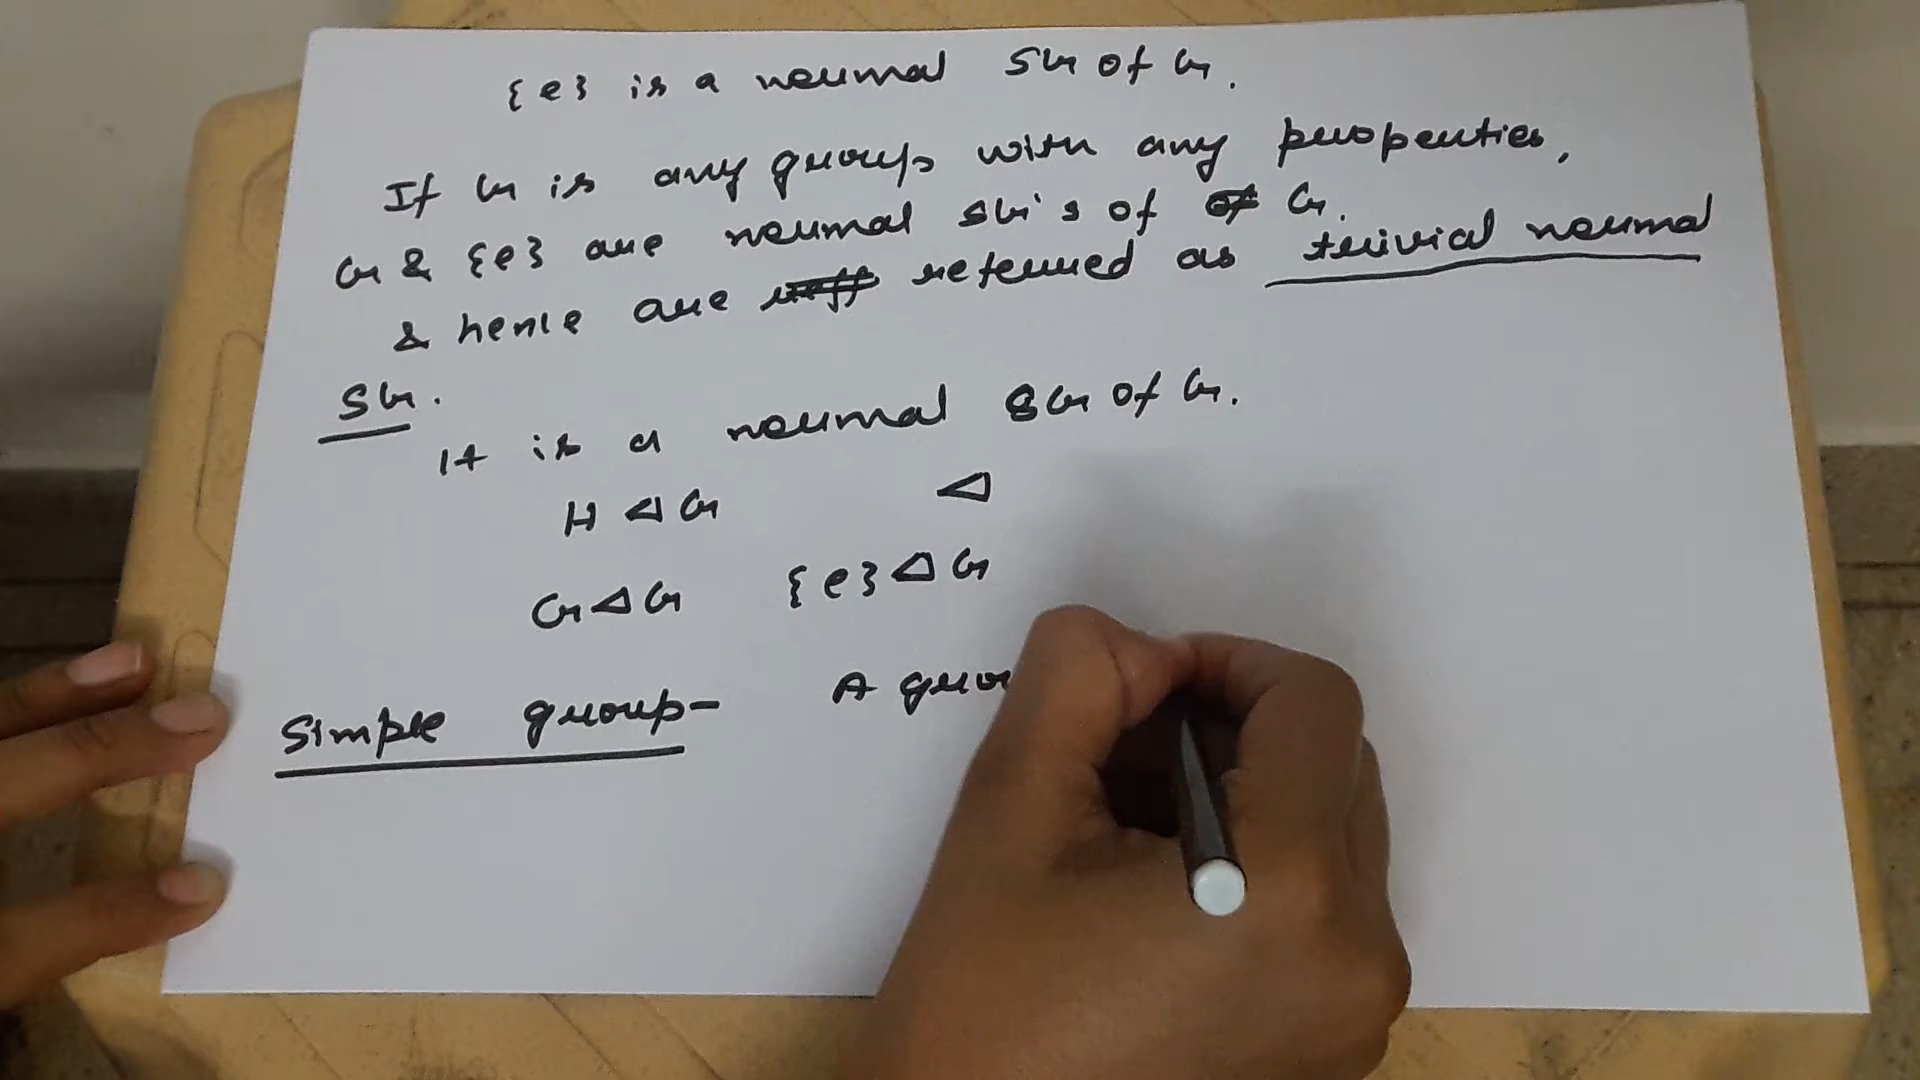 {e} is a normal SG of G.
If G is any group with any properties,
G & {e} are normal SG's of G.
& hence are referred as trivial normal
SG.
It is a normal SG of G.
H ⊲ G ⊲
G ⊲ G {e} ⊲ G
Simple group- A grou